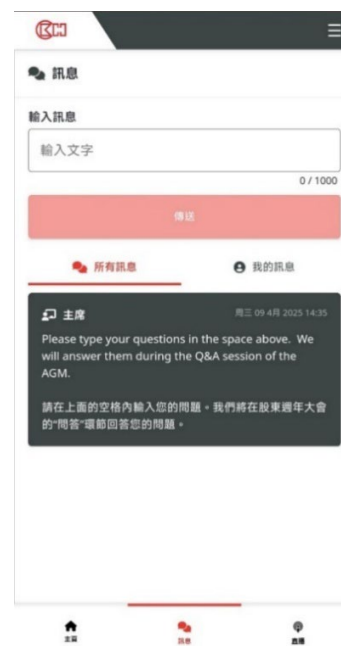 訊息
輸入訊息
輸入文字
0 / 1000
傳送
所有訊息
我的訊息
主席
周三 09 4月 2025 14:35
Please type your questions in the space above. We
will answer them during the Q&A session of the
AGM.
請在上面的空格內輸入您的問題。我們將在股東週年大會
的“問答”環節回答您的問題。
主頁
訊息
直播